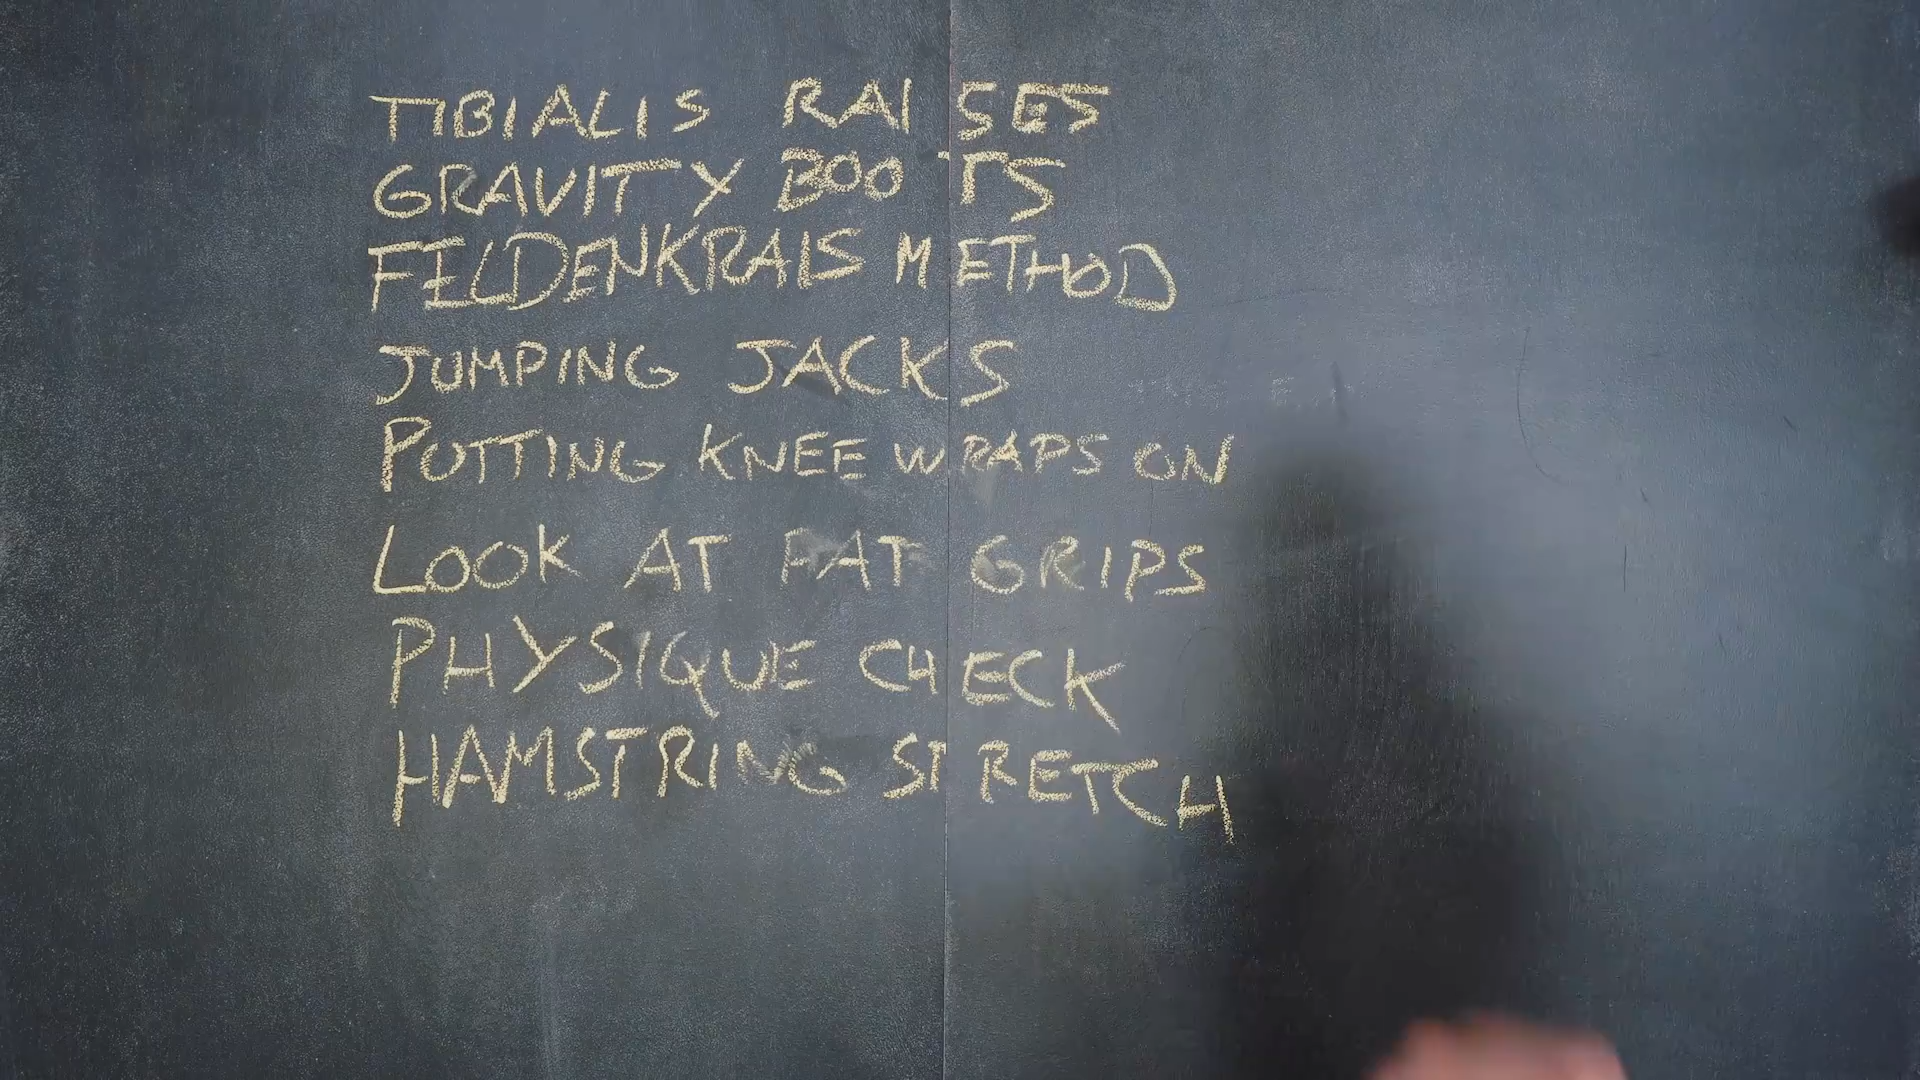 TIBIALIS RAISES
GRAVITY BOOTS
FELDENKRAIS METHOD
JUMPING JACKS
PUTTING KNEE WRAPS ON
LOOK AT FAT GRIPS
PHYSIQUE CHECK
HAMSTRING STRETCH